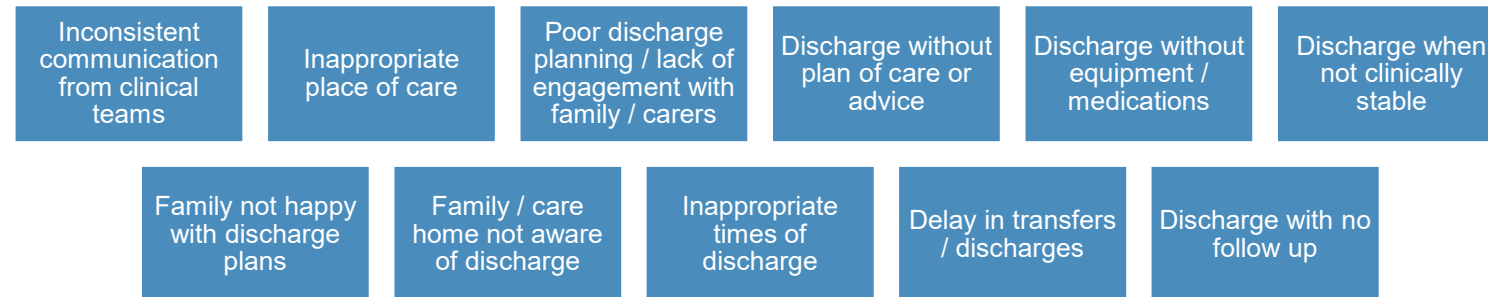 Inconsistent
communication
from clinical
teams
Inappropriate
place of care
Poor discharge
planning / lack of
engagement with
family / carers
Discharge without
plan of care or
advice
Discharge without
equipment /
medications
Discharge when
not clinically
stable
Family not happy
with discharge
plans
Family / care
home not aware
of discharge
Inappropriate
times of
discharge
Delay in transfers
/ discharges
Discharge with no
follow up